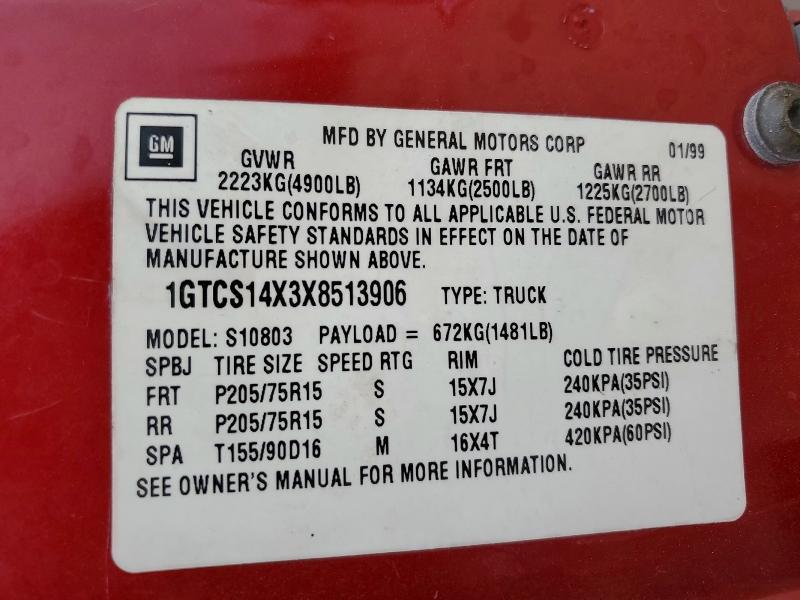 GM
MFD BY GENERAL MOTORS CORP 01/99
GVWR GAWR FRT GAWR RR
2223KG(4900LB) 1134KG(2500LB) 1225KG(2700LB)
THIS VEHICLE CONFORMS TO ALL APPLICABLE U.S. FEDERAL MOTOR
VEHICLE SAFETY STANDARDS IN EFFECT ON THE DATE OF
MANUFACTURE SHOWN ABOVE.
1GTCS14X3X8513906 TYPE: TRUCK
MODEL: S10803 PAYLOAD = 672KG(1481LB)
SPBJ TIRE SIZE SPEED RTG RIM COLD TIRE PRESSURE
FRT P205/75R15 S 15X7J 240KPA(35PSI)
RR P205/75R15 S 15X7J 240KPA(35PSI)
SPA T155/90D16 M 16X4T 420KPA(60PSI)
SEE OWNER'S MANUAL FOR MORE INFORMATION.